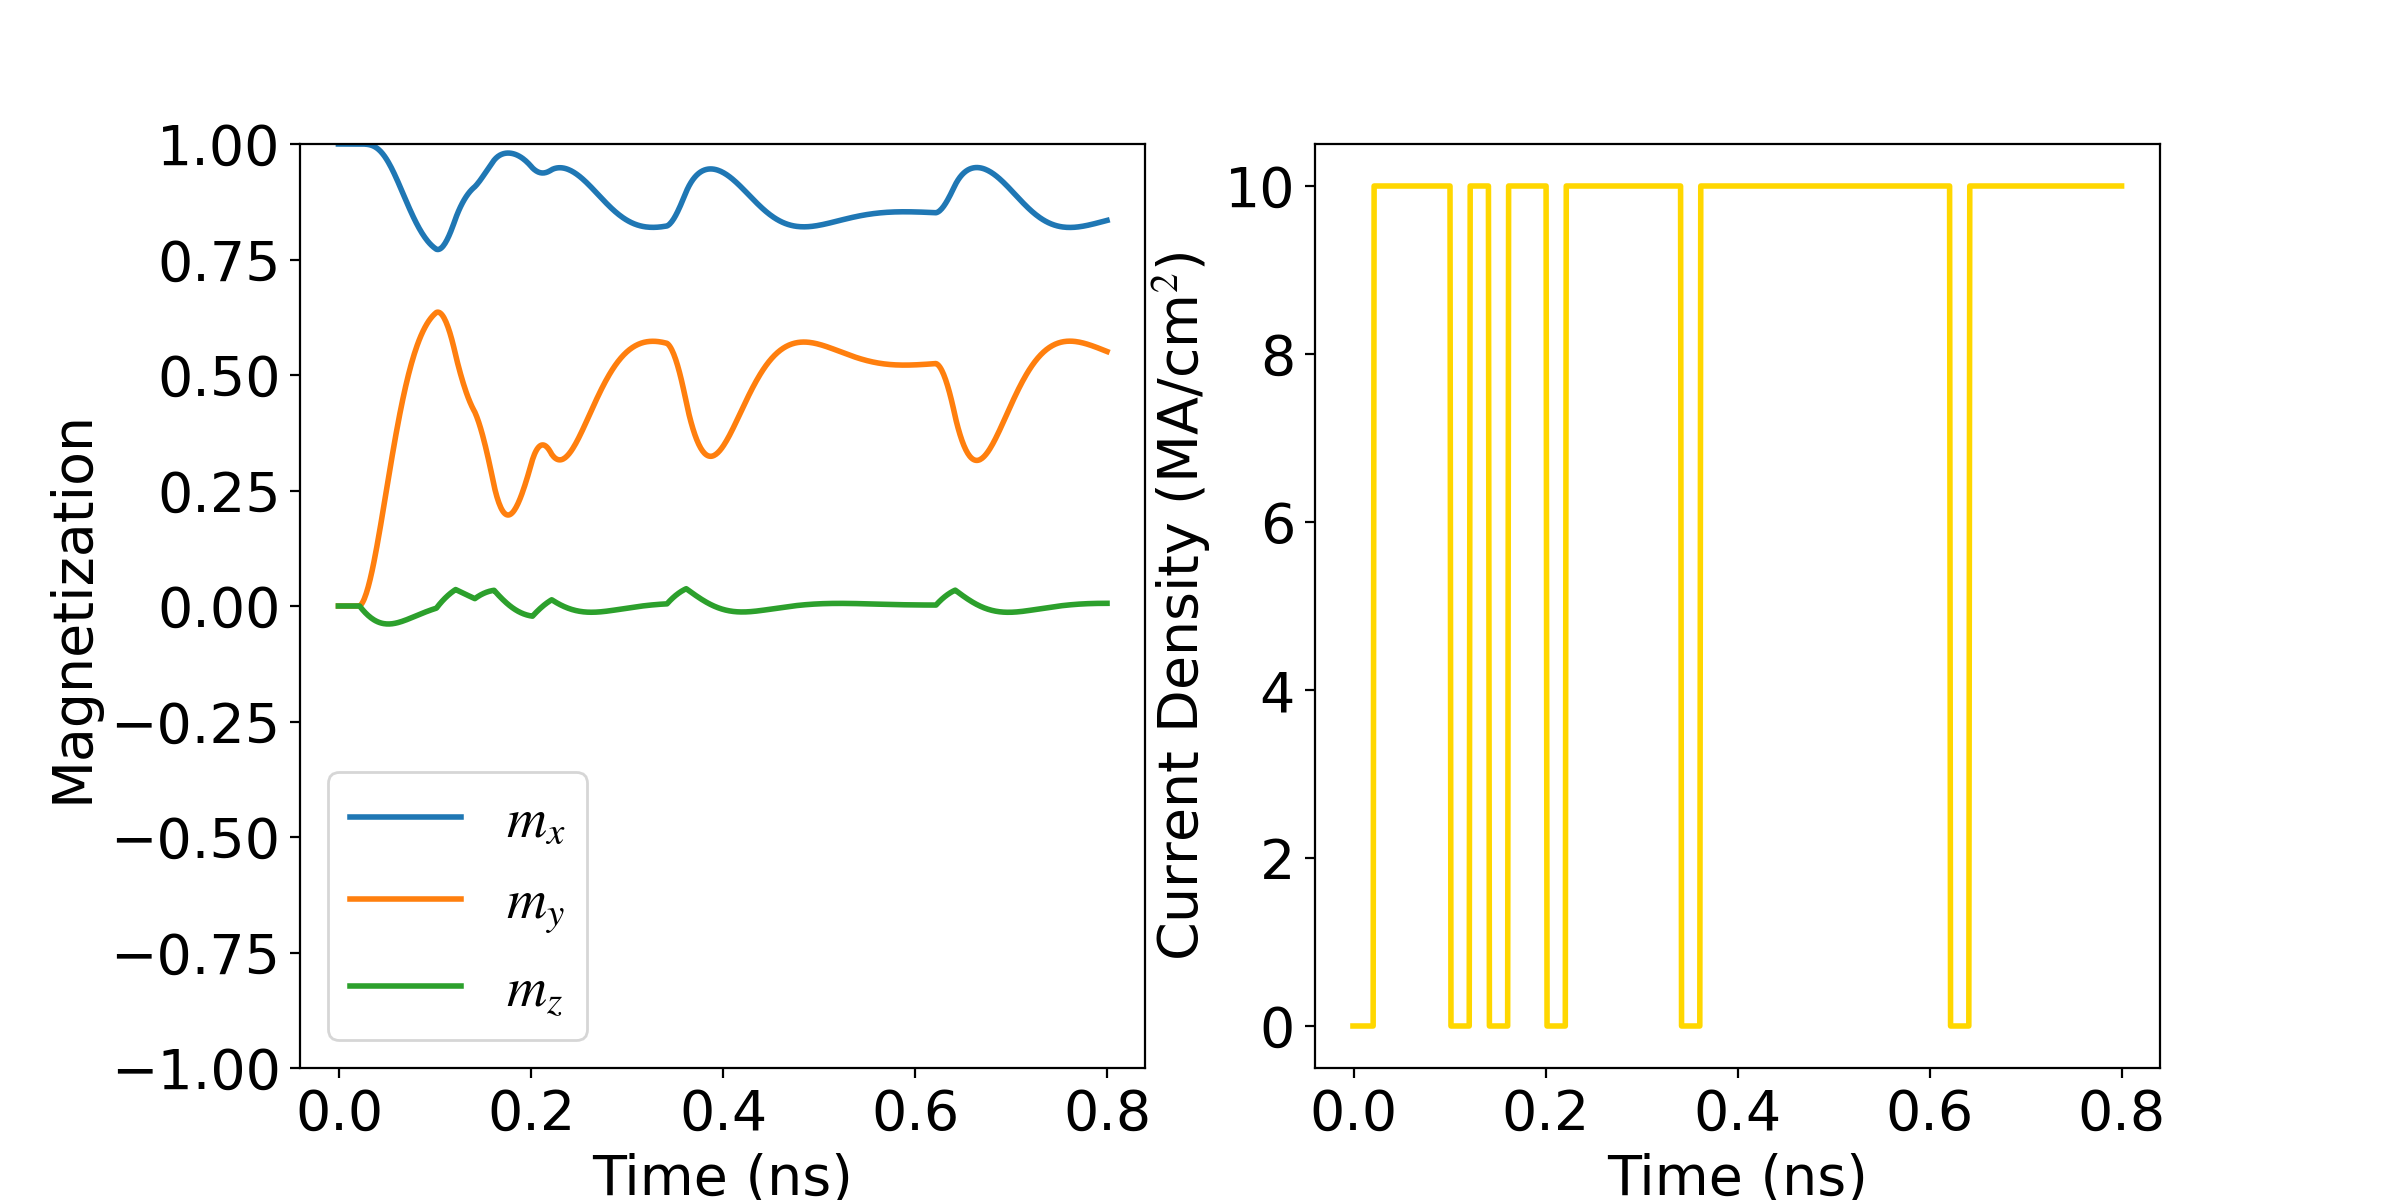 Magnetization
1.00
0.75
0.50
0.25
0.00
−0.25
−0.50
−0.75
−1.00
0.0 0.2 0.4 0.6 0.8
Time (ns)
m_x
m_y
m_z
Current Density (MA/cm²)
10
8
6
4
2
0
0.0 0.2 0.4 0.6 0.8
Time (ns)